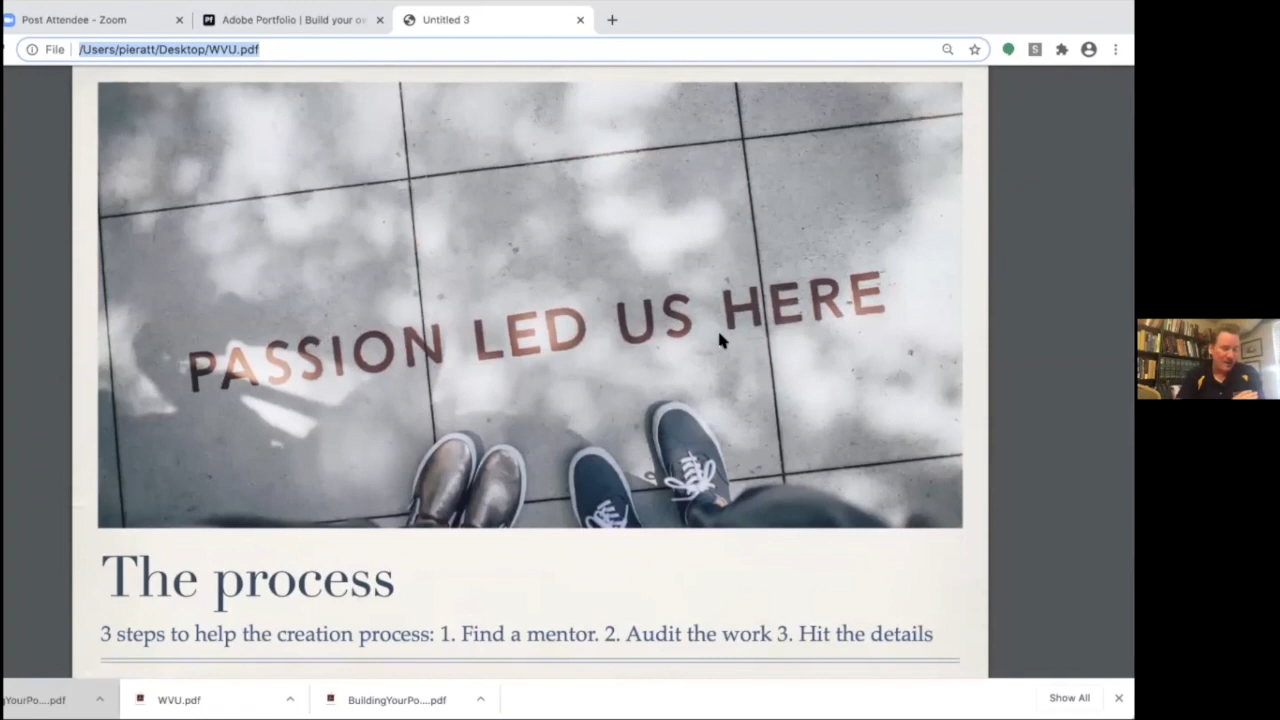 Post Attendee - Zoom
Adobe Portfolio | Build your ow
Untitled 3
File
/Users/pieratt/Desktop/WVU.pdf
PASSION LED US HERE
The process
3 steps to help the creation process: 1. Find a mentor. 2. Audit the work 3. Hit the details
gYourPo....pdf
WVU.pdf
BuildingYourPo....pdf
Show All